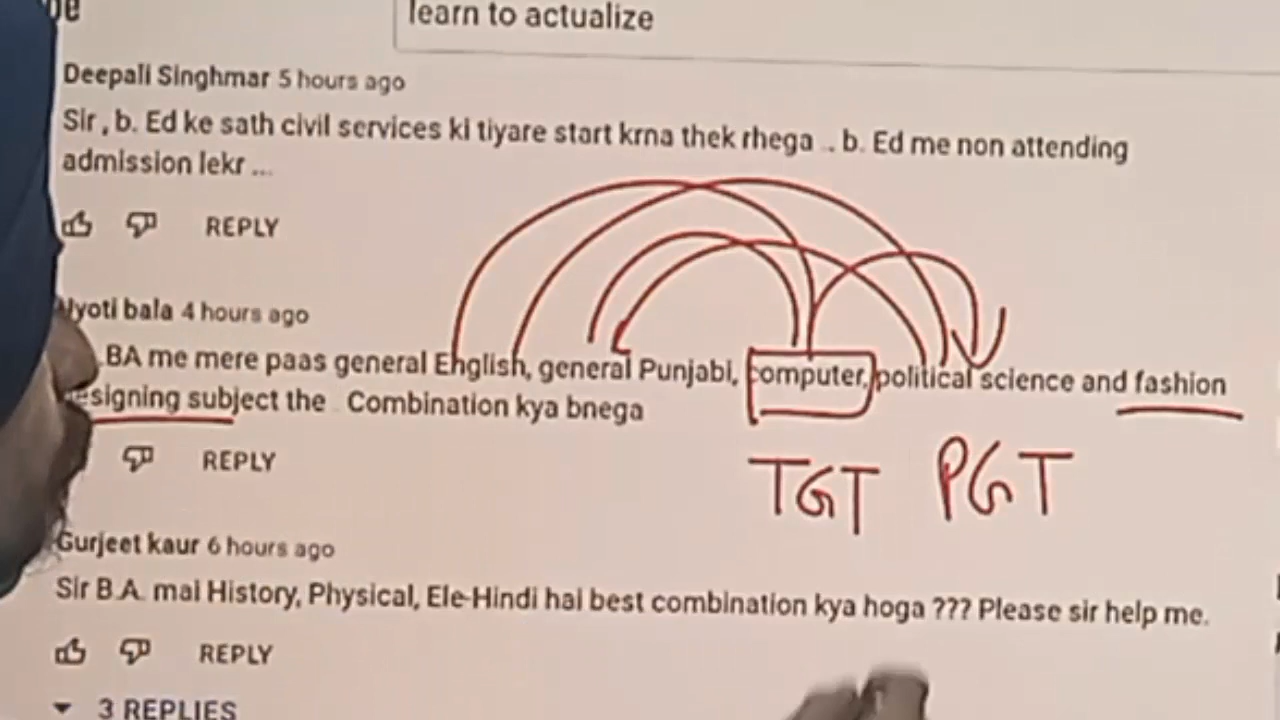 learn to actualize
Deepali Singhmar 5 hours ago
Sir , b. Ed ke sath civil services ki tiyare start krna thek rhega .. b. Ed me non attending
admission lekr ...
REPLY
Jyoti bala 4 hours ago
BA me mere paas general English, general Punjabi, computer, political science and fashion
esigning subject the Combination kya bnega
REPLY
TGT PGT
Gurjeet kaur 6 hours ago
Sir B.A. mai History, Physical, Ele-Hindi hai best combination kya hoga ??? Please sir help me.
REPLY
3 REPLIES